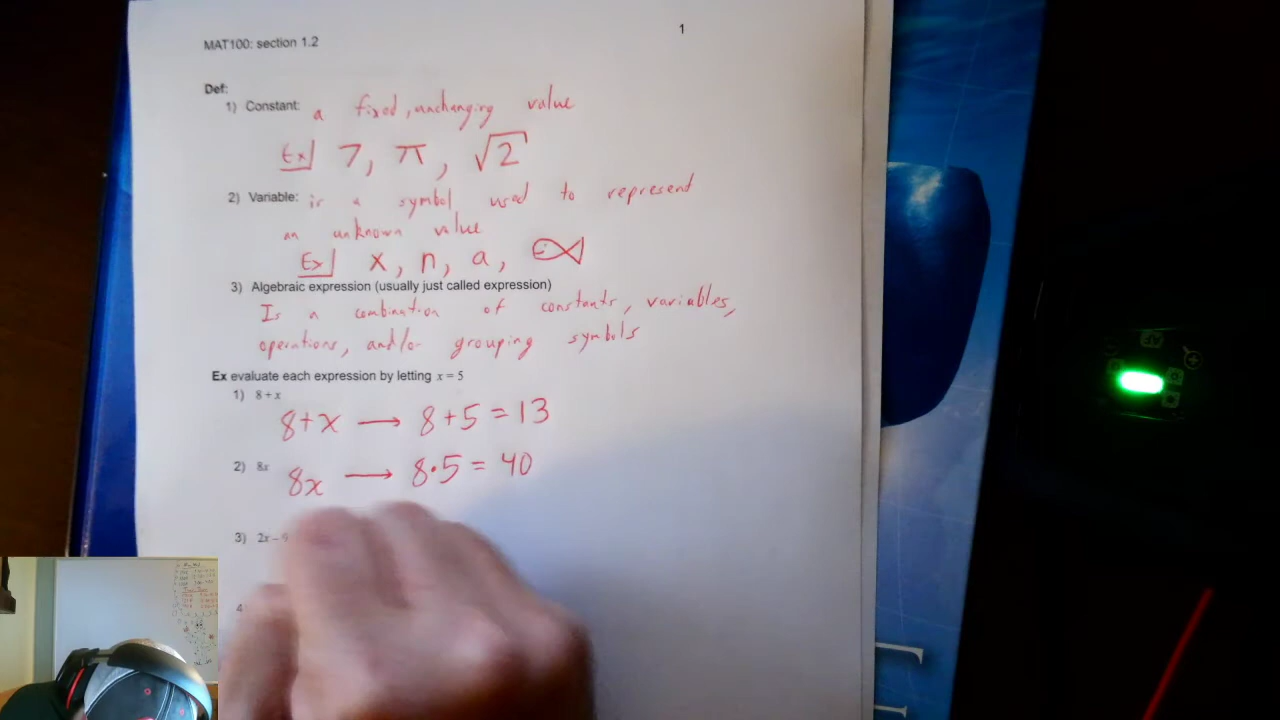 1
MAT100: section 1.2
Def:
1) Constant: a fixed, unchanging value
Ex 7, π, √2
2) Variable: is a symbol used to represent
an unknown value
Ex x, n, a,
3) Algebraic expression (usually just called expression)
Is a combination of constants, variables,
operations, and/or grouping symbols
Ex evaluate each expression by letting x = 5
1) 8 + x
8+x → 8+5 = 13
2) 8x
8x → 8·5 = 40
3) 2x – 9
4